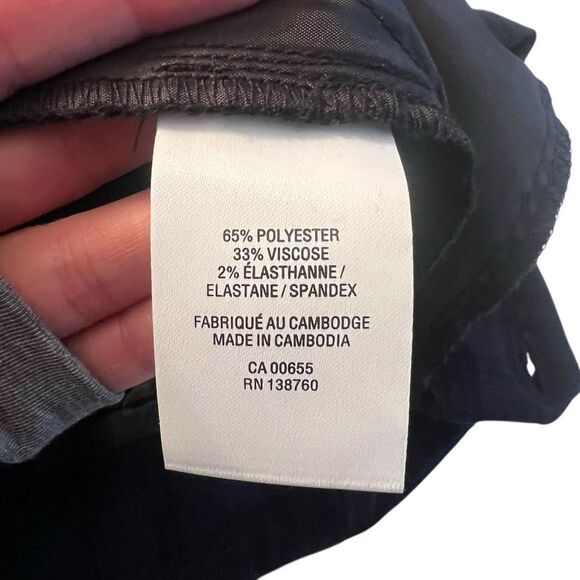 65% POLYESTER
33% VISCOSE
2% ÉLASTHANNE /
ELASTANE / SPANDEX
FABRIQUÉ AU CAMBODGE
MADE IN CAMBODIA
CA 00655
RN 138760